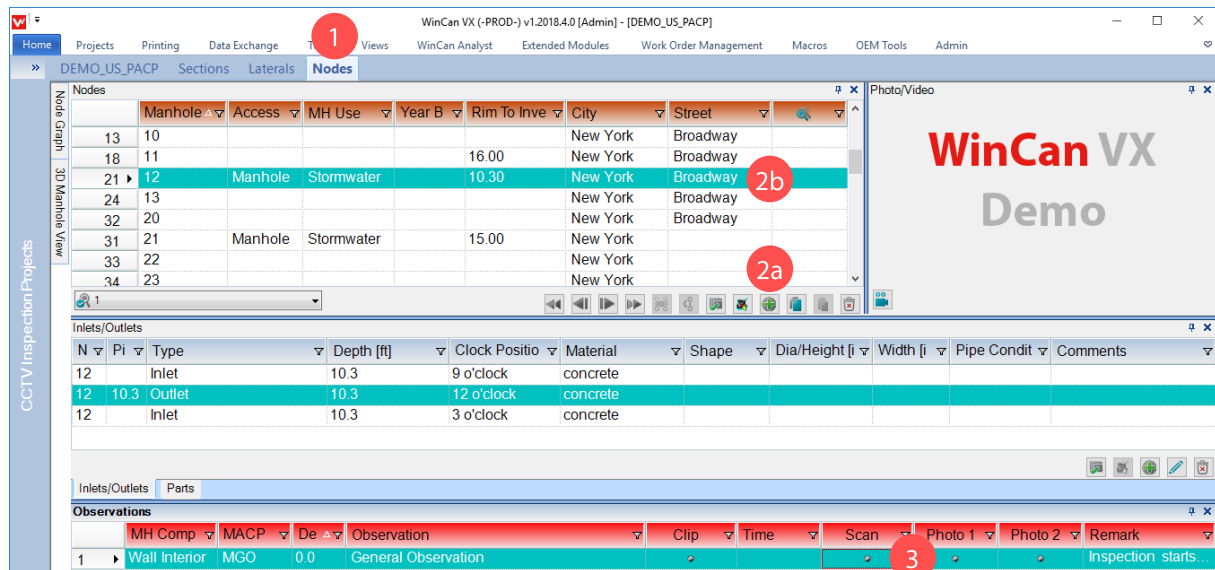 WinCan VX (-PROD-) v1.2018.4.0 [Admin] - [DEMO_US_PACP]
Home Projects Printing Data Exchange Views WinCan Analyst Extended Modules Work Order Management Macros OEM Tools Admin
1
» DEMO_US_PACP Sections Laterals Nodes
CCTV Inspection Projects
Node Graph
3D Manhole View
Nodes
Manhole Access MH Use Year B Rim To Inve City Street
13 10 New York Broadway
18 11 16.00 New York Broadway
21 12 Manhole Stormwater 10.30 New York Broadway
2b
24 13 New York Broadway
32 20 New York Broadway
31 21 Manhole Stormwater 15.00 New York
33 22 New York
34 23 New York
2a
1
Photo/Video
WinCan VX
Demo
Inlets/Outlets
N Pi Type Depth [ft] Clock Positio Material Shape Dia/Height [i Width [i Pipe Condit Comments
12 Inlet 10.3 9 o'clock concrete
12 10.3 Outlet 10.3 12 o'clock concrete
12 Inlet 10.3 3 o'clock concrete
Inlets/Outlets Parts
Observations
MH Comp MACP De Observation Clip Time Scan Photo 1 Photo 2 Remark
1 Wall Interior MGO 0.0 General Observation Inspection starts...
3